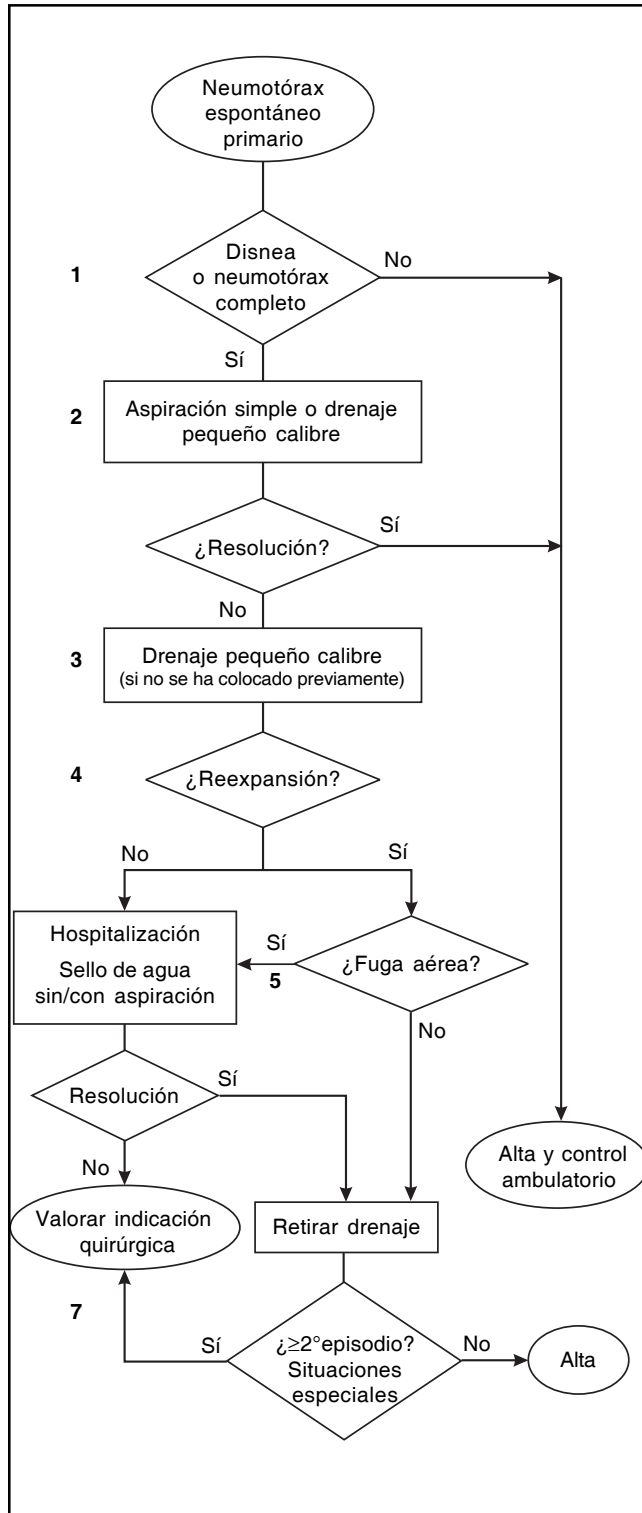 Neumotórax
espontáneo
primario
1
Disnea
o neumotórax
completo
No
Sí
2
Aspiración simple o drenaje
pequeño calibre
¿Resolución?
Sí
No
3
Drenaje pequeño calibre
(si no se ha colocado previamente)
4
¿Reexpansión?
No
Sí
Hospitalización
Sello de agua
sin/con aspiración
Sí
5
¿Fuga aérea?
No
Resolución
Sí
No
Alta y control
ambulatorio
Valorar indicación
quirúrgica
Retirar drenaje
7
Sí
¿≥2°episodio?
Situaciones
especiales
No
Alta